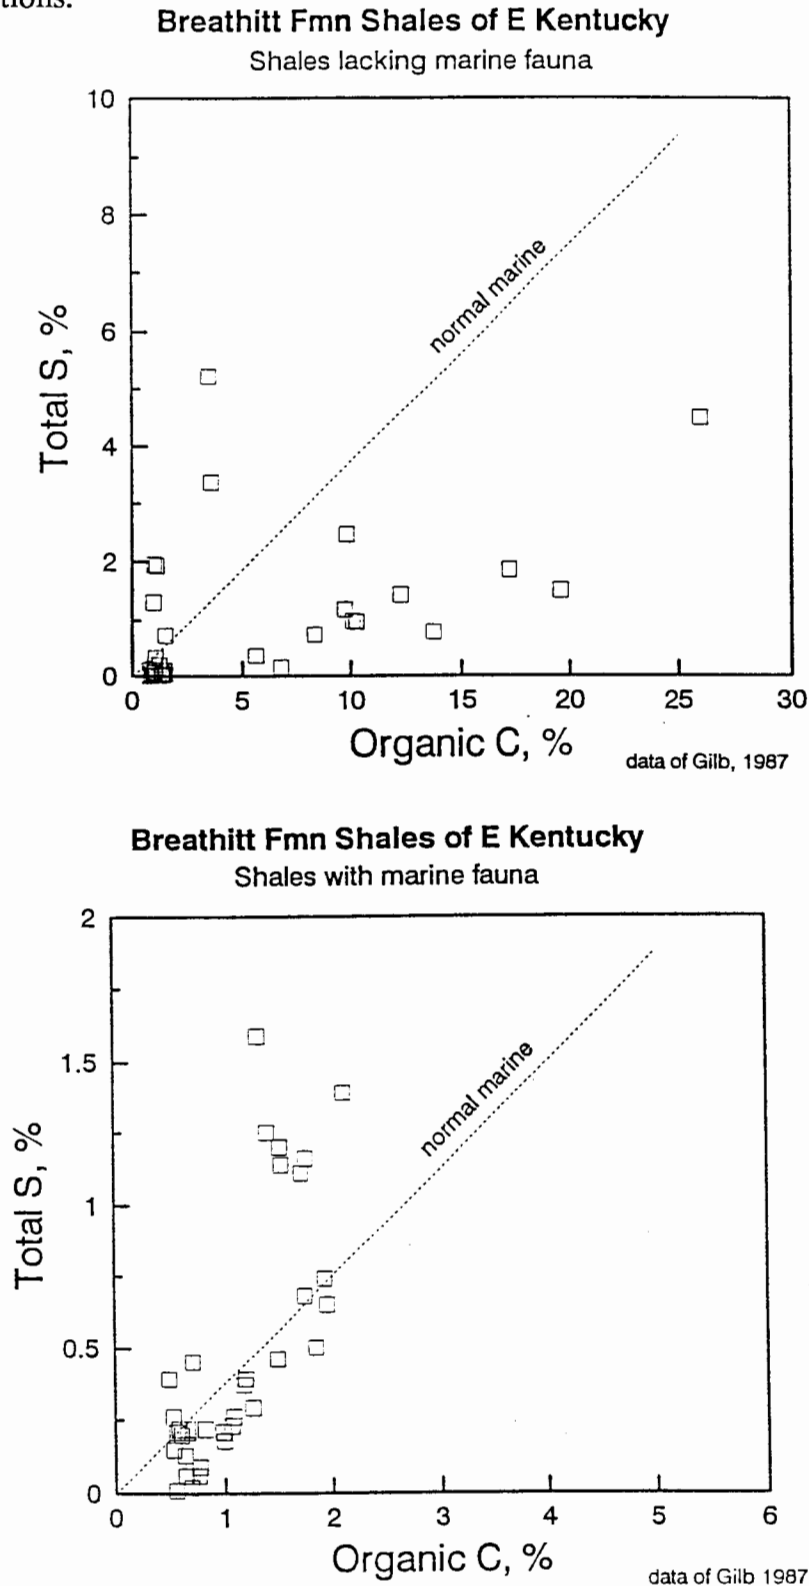 tions.
Breathitt Fmn Shales of E Kentucky
Shales lacking marine fauna
10
8
6
4
2
0
Total S, %
normal marine
0 5 10 15 20 25 30
Organic C, %
data of Gilb, 1987
Breathitt Fmn Shales of E Kentucky
Shales with marine fauna
2
1.5
1
0.5
0
Total S, %
normal marine
0 1 2 3 4 5 6
Organic C, %
data of Gilb 1987